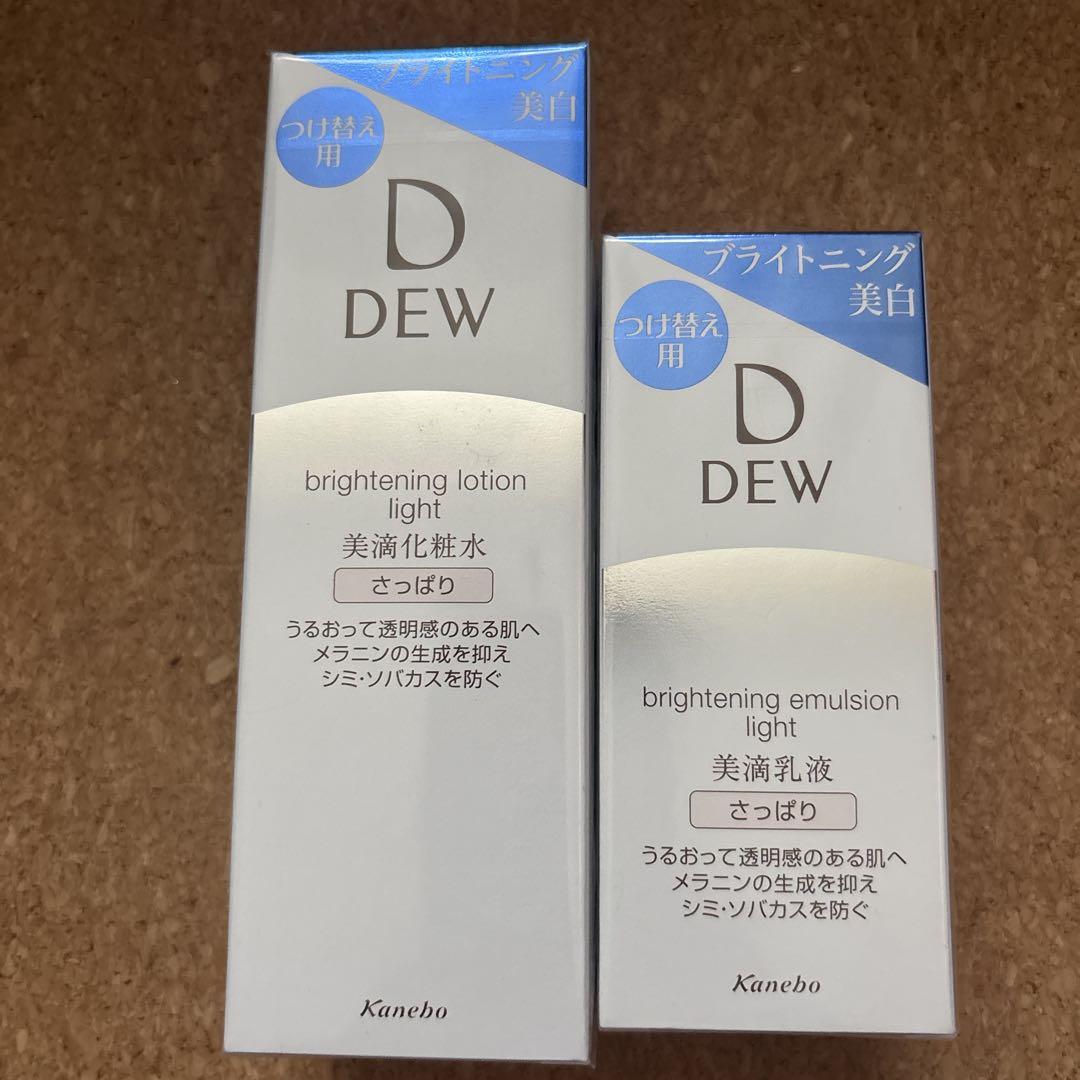 ブライトニング
美白
つけ替え
用
D
DEW
brightening lotion
light
美滴化粧水
さっぱり
うるおって透明感のある肌へ
メラニンの生成を抑え
シミ・ソバカスを防ぐ
Kanebo
ブライトニング
美白
つけ替え
用
D
DEW
brightening emulsion
light
美滴乳液
さっぱり
うるおって透明感のある肌へ
メラニンの生成を抑え
シミ・ソバカスを防ぐ
Kanebo